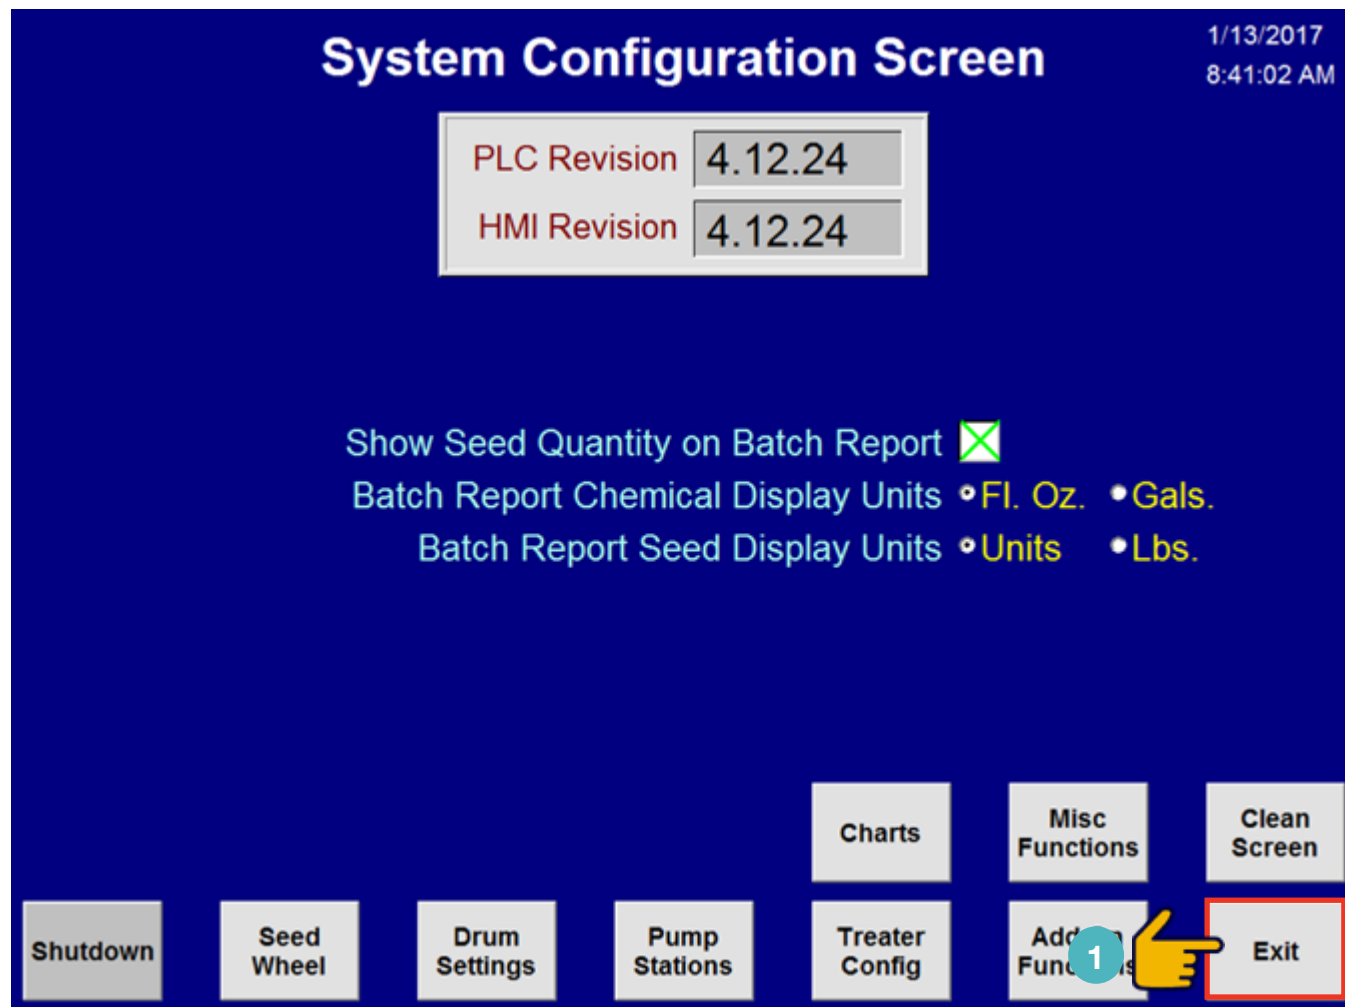 System Configuration Screen
1/13/2017
8:41:02 AM
PLC Revision 4.12.24
HMI Revision 4.12.24
Show Seed Quantity on Batch Report
Batch Report Chemical Display Units Fl. Oz. Gals.
Batch Report Seed Display Units Units Lbs.
Charts
Misc
Functions
Clean
Screen
Shutdown
Seed
Wheel
Drum
Settings
Pump
Stations
Treater
Config
1
Exit